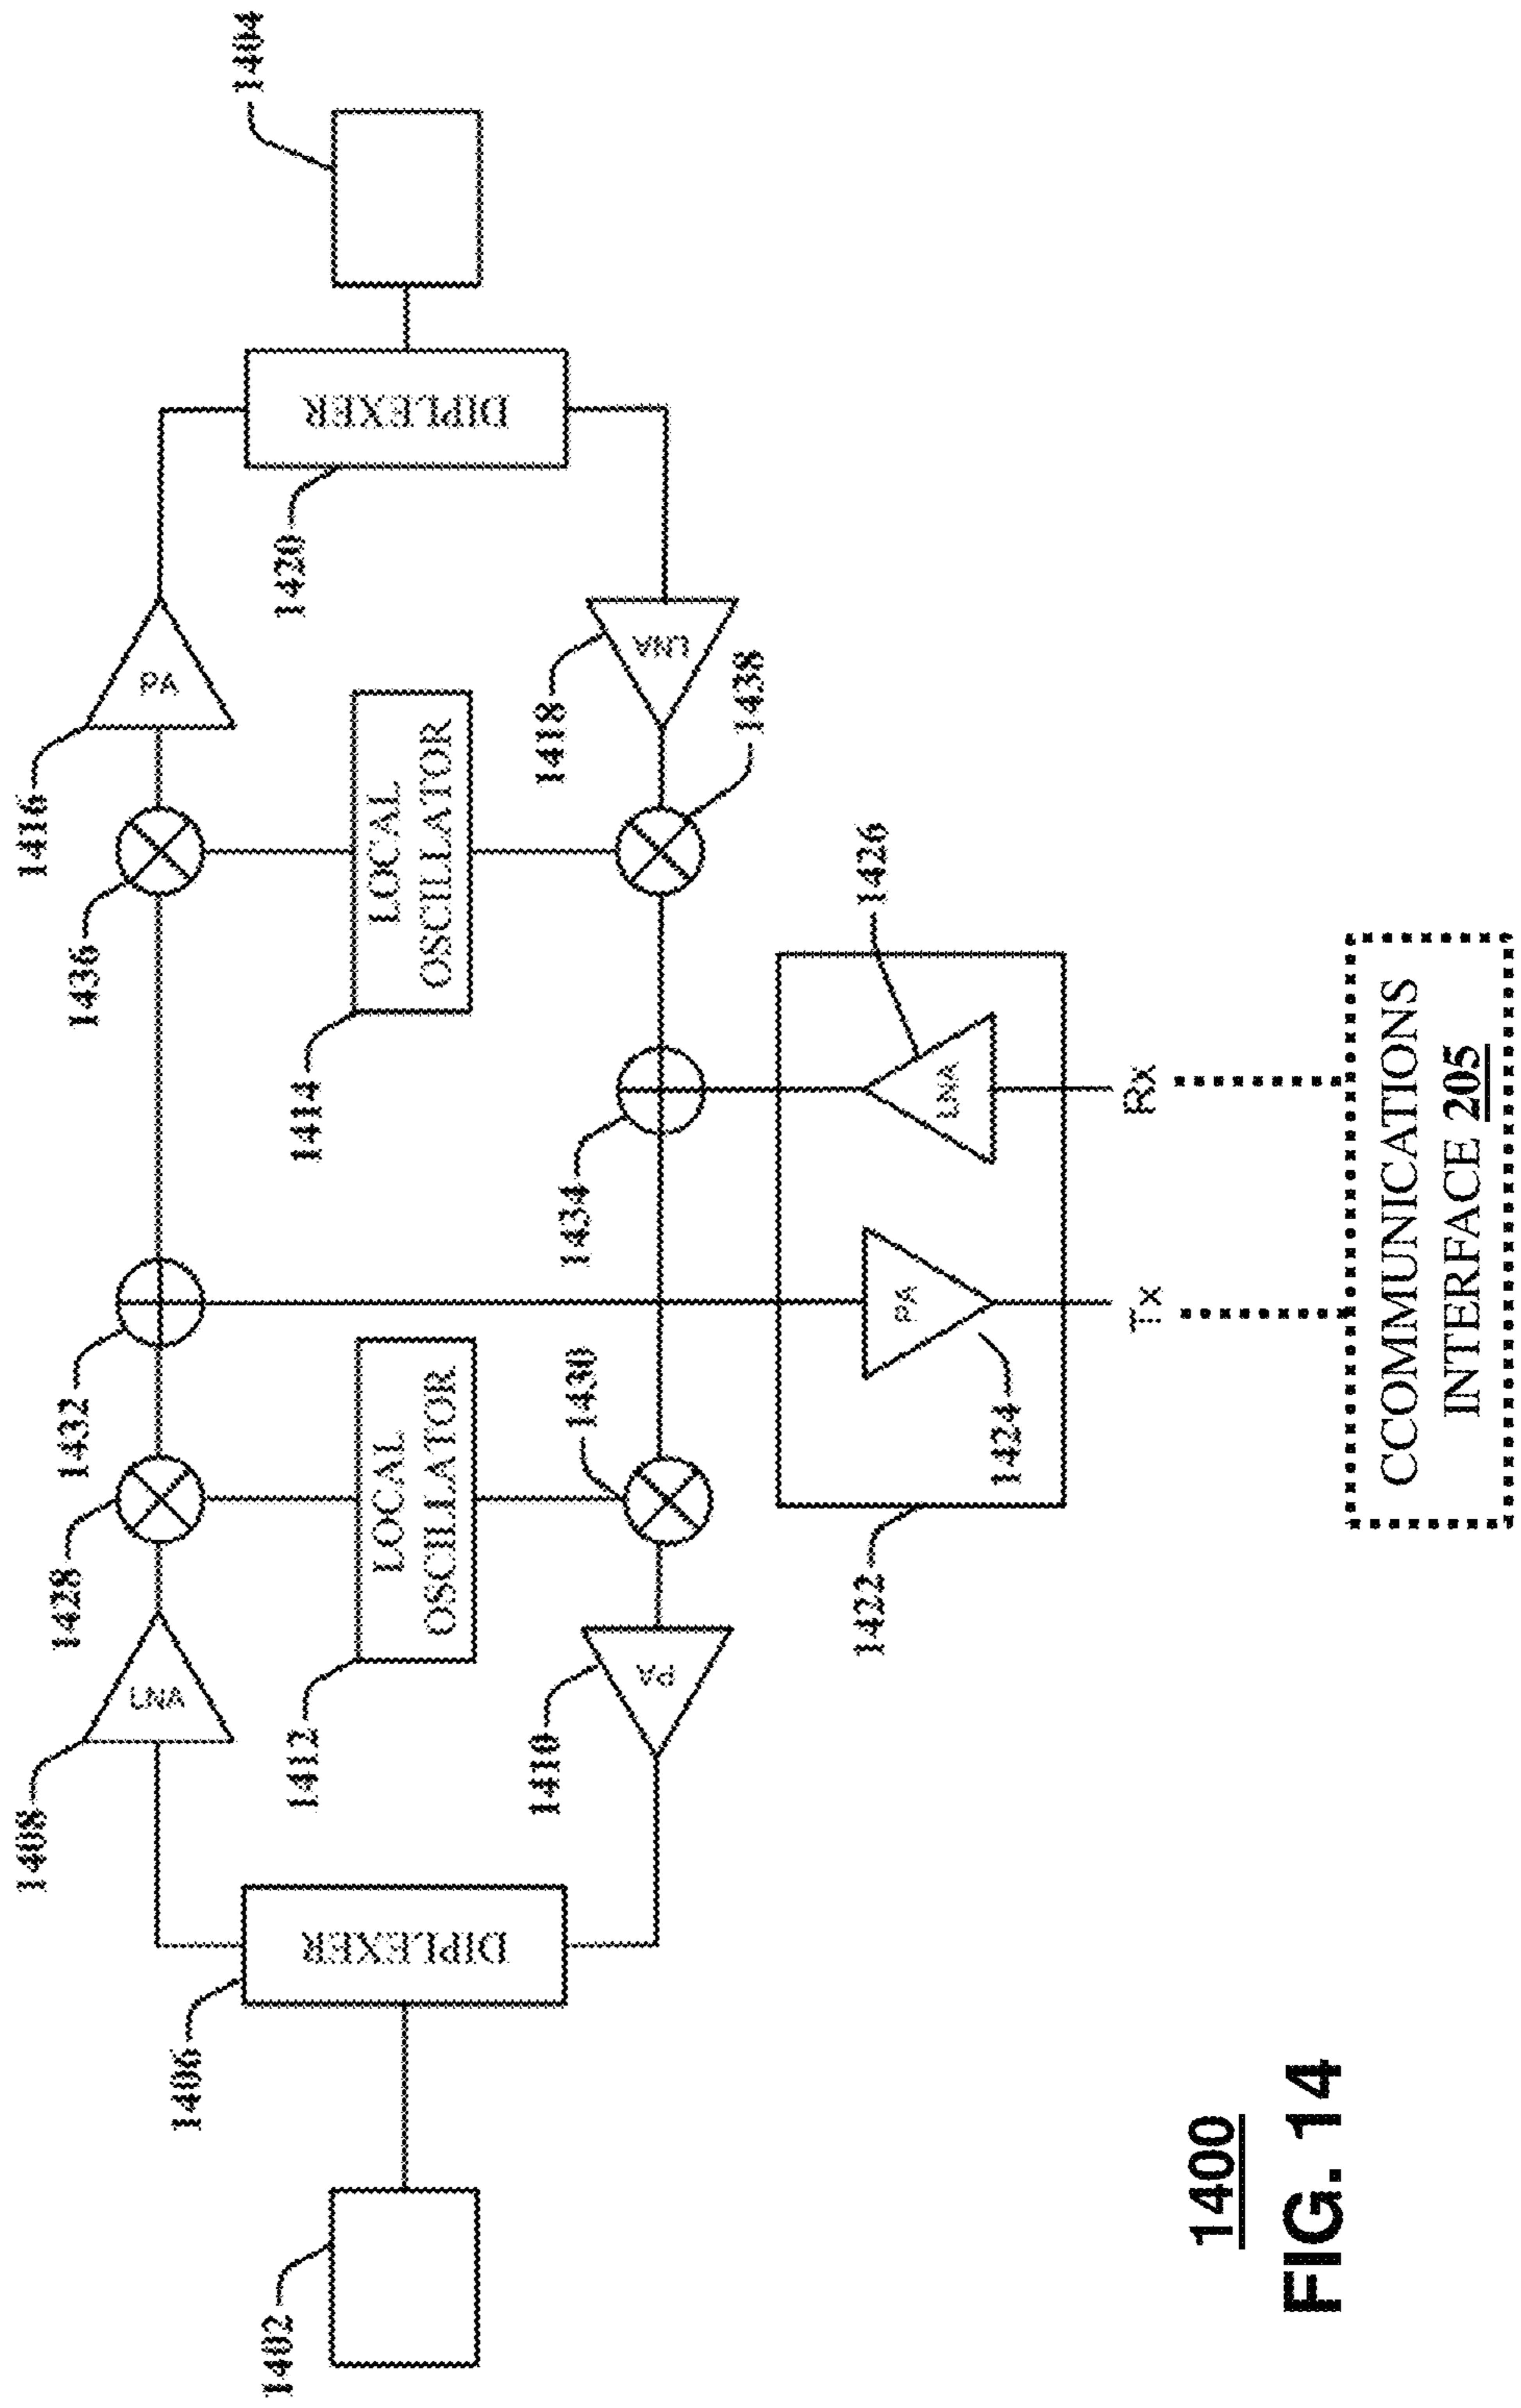 1408
1428
1432
1436
1416
LNA
PA
1406
1412
1414
1420
1404
DIPLEXER
LOCAL
OSCILLATOR
LOCAL
OSCILLATOR
DIPLEXER
1402
1410
1430
1434
1418
PA
LNA
1438
1422
1424
PA
LNA
1426
Tx
Rx
CCOMMUNICATIONS
INTERFACE 205
1400
FIG. 14